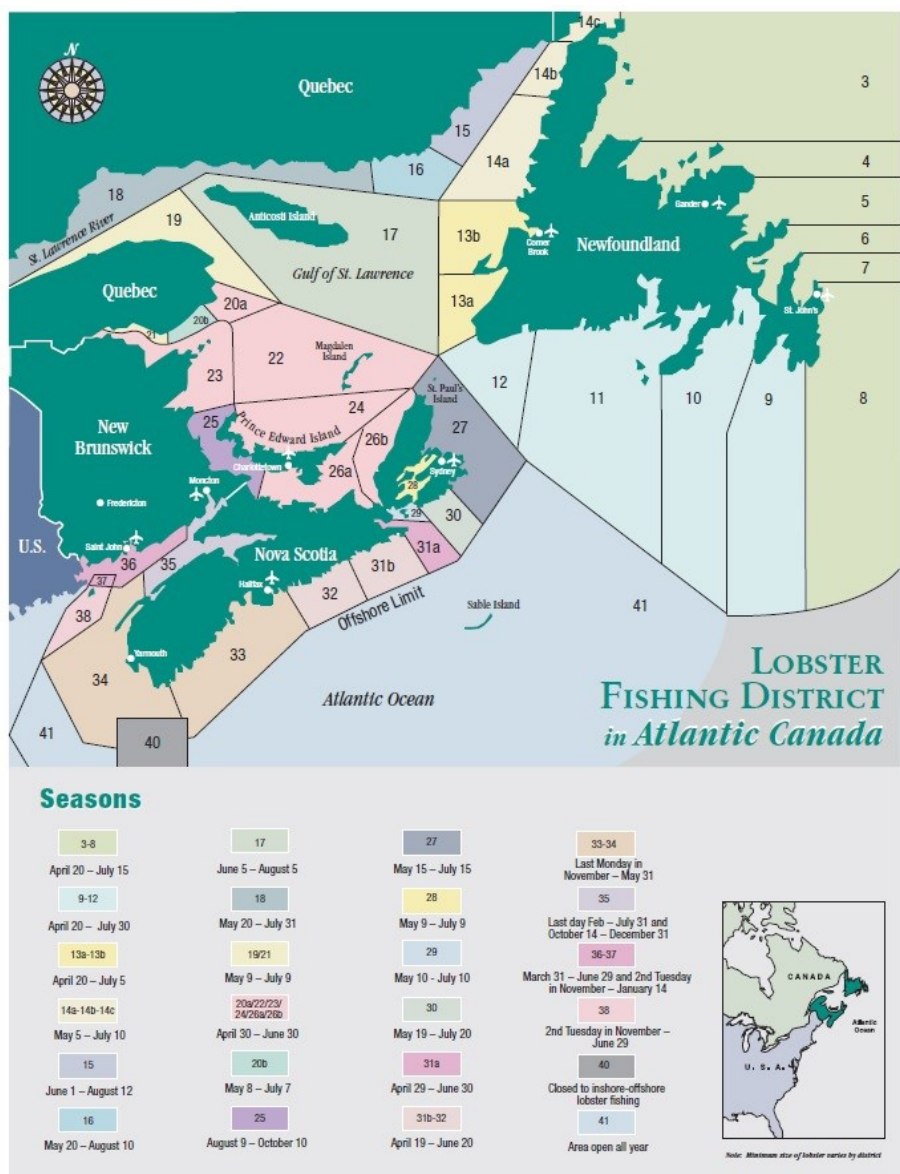 N
14c
Quebec
14b
3
15
16
14a
4
18
Anticosti Island
17
Gander
5
St. Lawrence River
19
13b
Corner
Brook
Newfoundland
6
Gulf of St. Lawrence
7
Quebec
20a
13a
St. John's
21
20b
22
Magdalen
Island
23
12
11
10
9
8
24
St. Paul's
Island
27
New
Brunswick
25
Prince Edward Island
26b
Charlottetown
26a
Sydney
Moncton
28
Fredericton
29
30
U.S.
Saint John
36
35
Nova Scotia
31a
37
Halifax
32
31b
38
Offshore Limit
Sable Island
41
Yarmouth
34
33
Atlantic Ocean
41
40
LOBSTER
FISHING DISTRICT
in Atlantic Canada
Seasons
3-8
April 20 – July 15
9-12
April 20 – July 30
13a-13b
April 20 – July 5
14a-14b-14c
May 5 – July 10
15
June 1 – August 12
16
May 20 – August 10
17
June 5 – August 5
18
May 20 – July 31
19/21
May 9 – July 9
20a/22/23/
24/26a/26b
April 30 – June 30
20b
May 8 – July 7
25
August 9 – October 10
27
May 15 – July 15
28
May 9 – July 9
29
May 10 - July 10
30
May 19 – July 20
31a
April 29 – June 30
31b-32
April 19 – June 20
33-34
Last Monday in
November – May 31
35
Last day Feb – July 31 and
October 14 – December 31
36-37
March 31 – June 29 and 2nd Tuesday
in November – January 14
38
2nd Tuesday in November –
June 29
40
Closed to inshore-offshore
lobster fishing
41
Area open all year
CANADA
Atlantic
Ocean
U. S. A.
Note: Minimum size of lobster varies by district